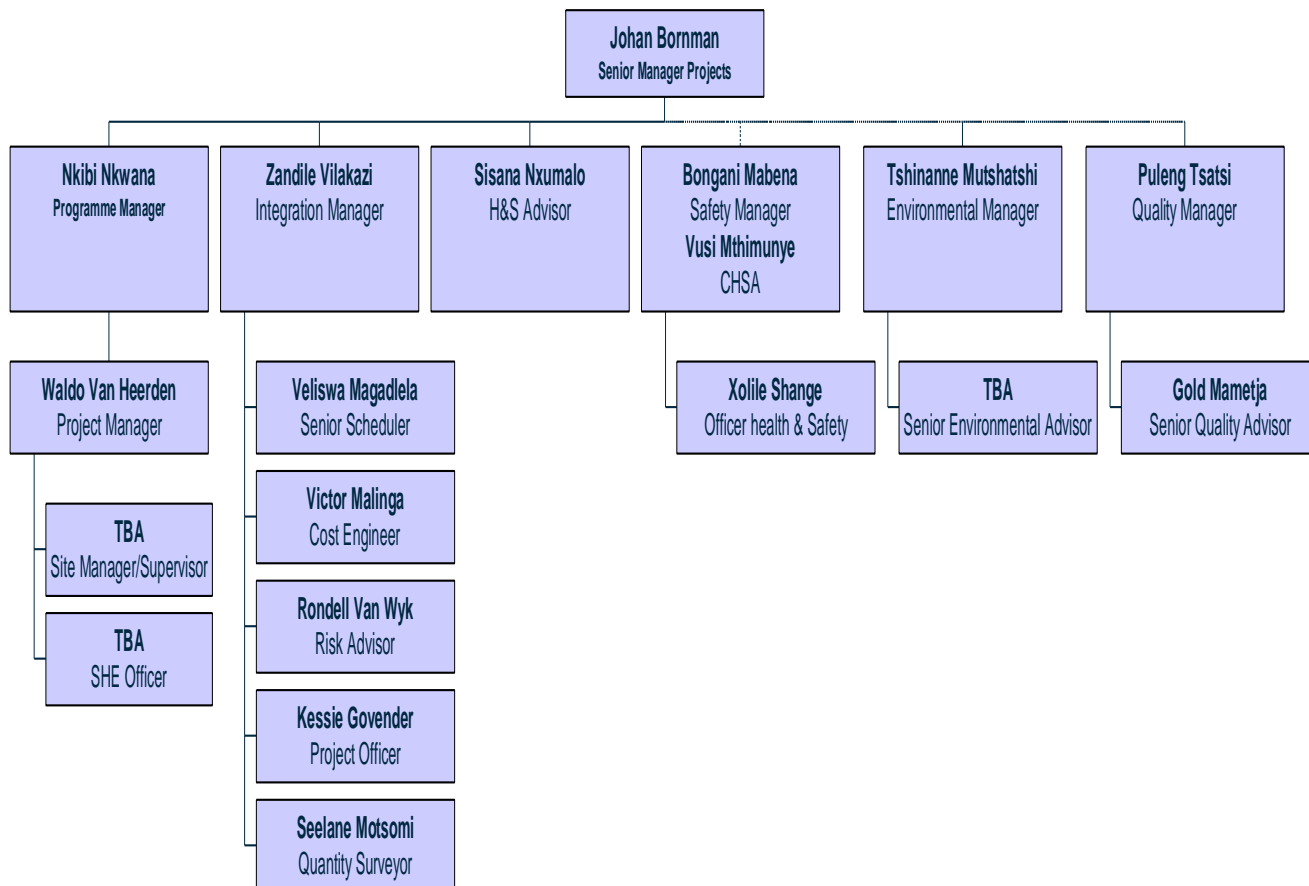 Johan Bornman
Senior Manager Projects
Nkibi Nkwana
Programme Manager
Zandile Vilakazi
Integration Manager
Sisana Nxumalo
H&S Advisor
Bongani Mabena
Safety Manager
Vusi Mthimunye
CHSA
Tshinanne Mutshatshi
Environmental Manager
Puleng Tsatsi
Quality Manager
Waldo Van Heerden
Project Manager
TBA
Site Manager/Supervisor
TBA
SHE Officer
Veliswa Magadlela
Senior Scheduler
Victor Malinga
Cost Engineer
Rondell Van Wyk
Risk Advisor
Kessie Govender
Project Officer
Seelane Motsomi
Quantity Surveyor
Xolile Shange
Officer health & Safety
TBA
Senior Environmental Advisor
Gold Mametja
Senior Quality Advisor